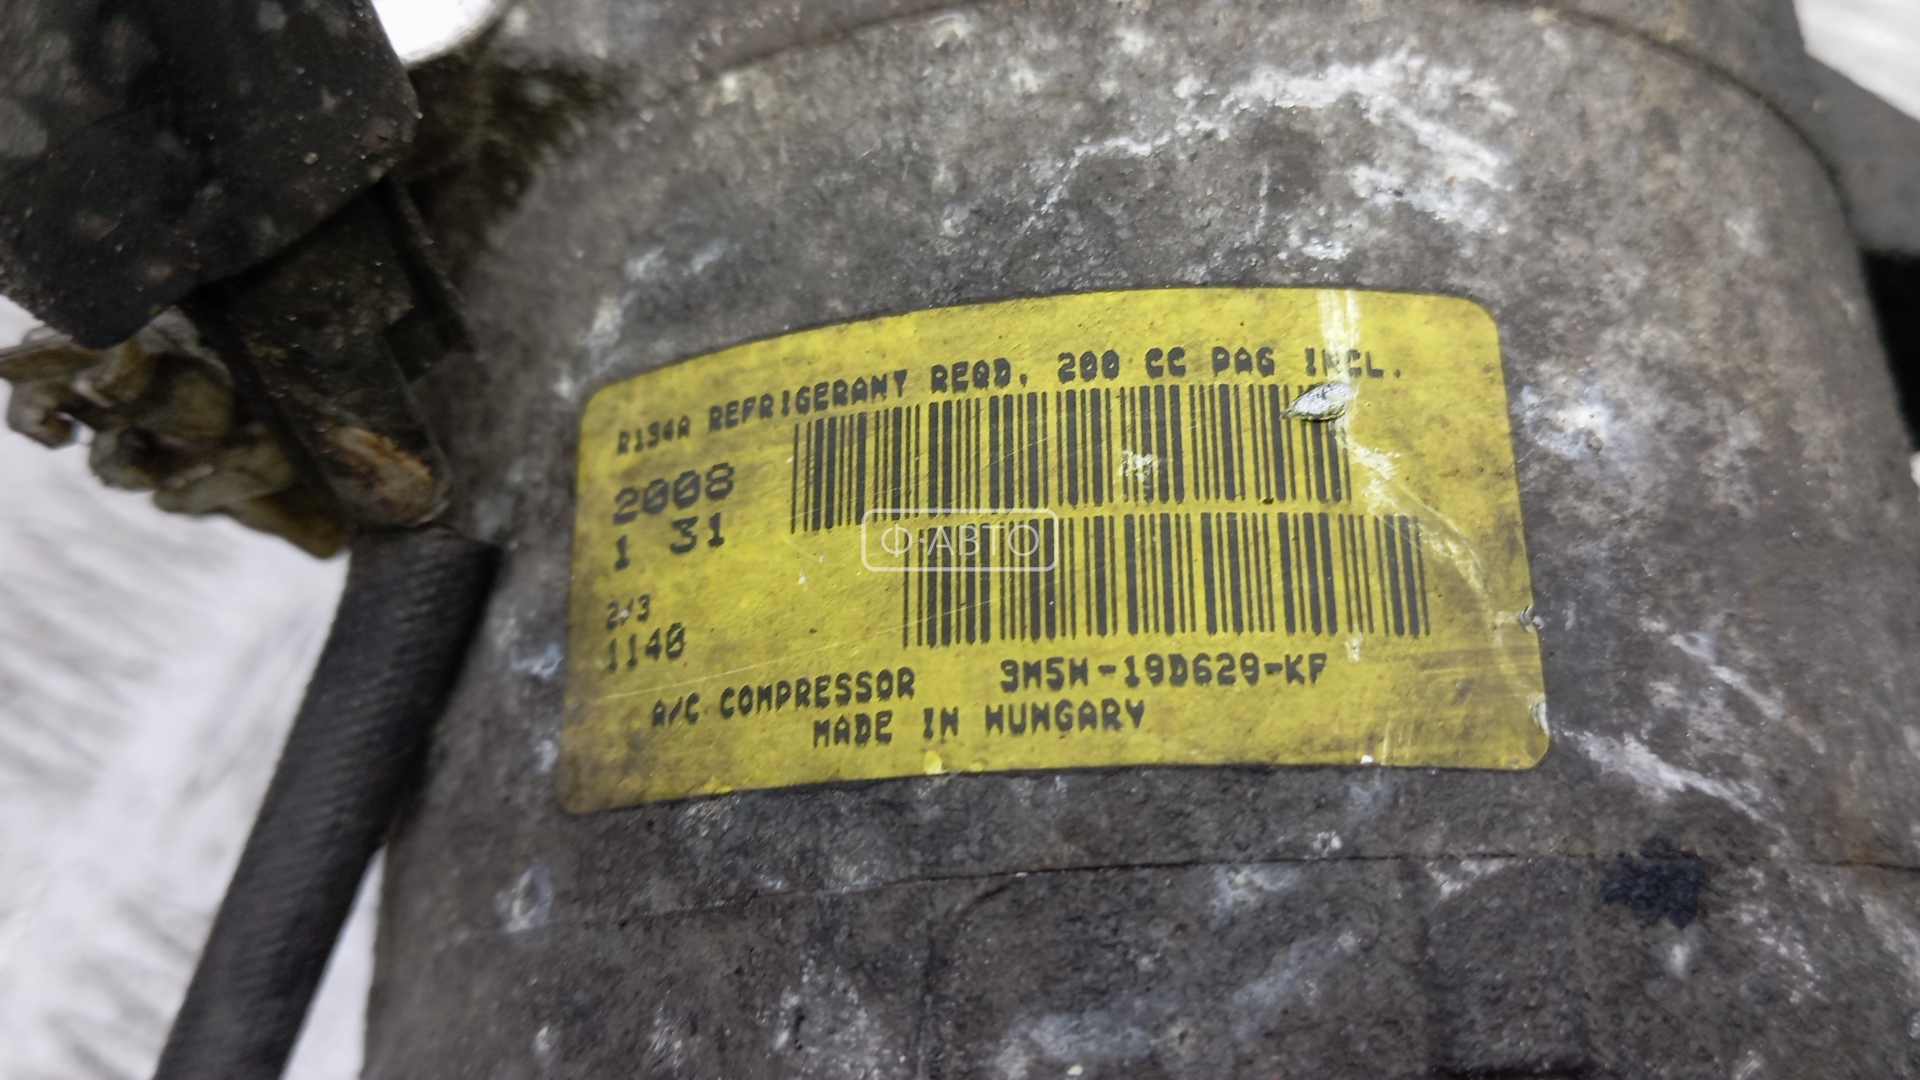 R134A REFRIGERANT REQD. 200 CC PAG INCL.
2008
1 31
2/3
1140
Ф-АВТО
A/C COMPRESSOR 3M5H-19D629-KF
MADE IN HUNGARY